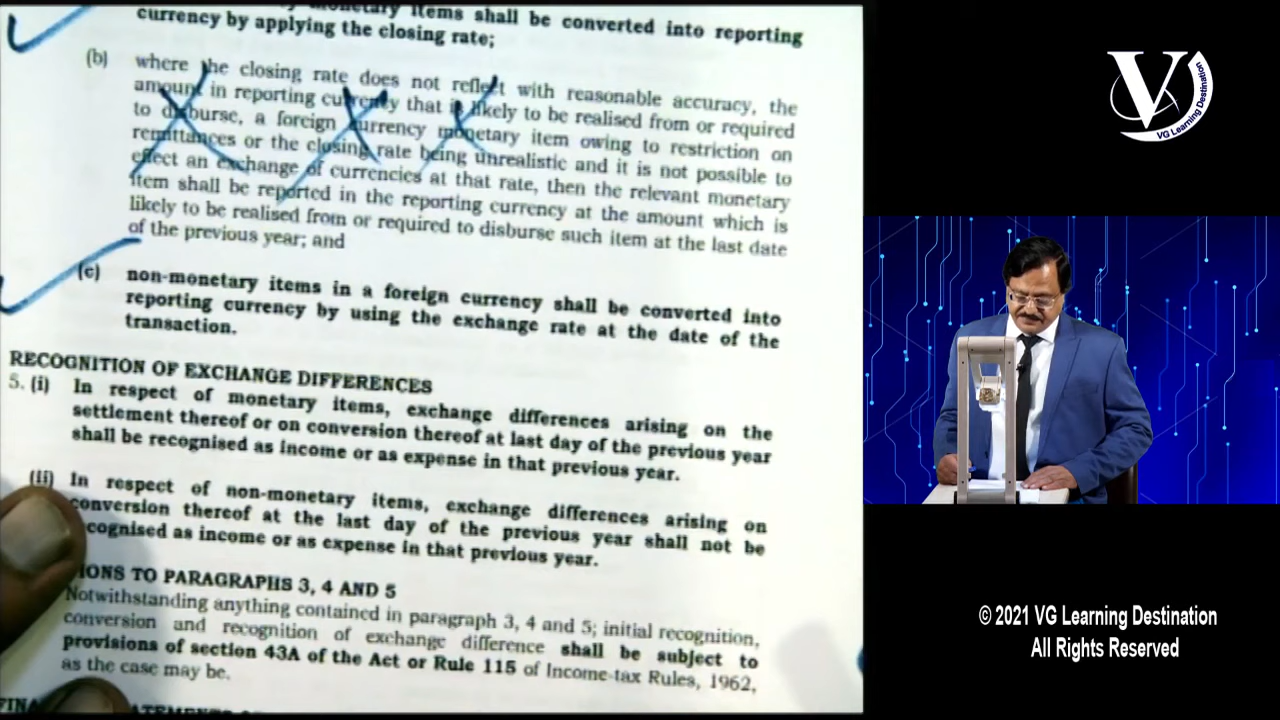 monetary items shall be converted into reporting
currency by applying the closing rate;
(b) where the closing rate does not reflect with reasonable accuracy, the
amount in reporting currency that is likely to be realised from or required
to disburse, a foreign currency monetary item owing to restriction on
remittances or the closing rate being unrealistic and it is not possible to
effect an exchange of currencies at that rate, then the relevant monetary
item shall be reported in the reporting currency at the amount which is
likely to be realised from or required to disburse such item at the last date
of the previous year; and
(c) non-monetary items in a foreign currency shall be converted into
reporting currency by using the exchange rate at the date of the
transaction.
RECOGNITION OF EXCHANGE DIFFERENCES
5. (i) In respect of monetary items, exchange differences arising on the
settlement thereof or on conversion thereof at last day of the previous year
shall be recognised as income or as expense in that previous year.
(ii) In respect of non-monetary items, exchange differences arising on
conversion thereof at the last day of the previous year shall not be
cognised as income or as expense in that previous year.
IONS TO PARAGRAPHS 3, 4 AND 5
Notwithstanding anything contained in paragraph 3, 4 and 5; initial recognition,
conversion and recognition of exchange difference shall be subject to
provisions of section 43A of the Act or Rule 115 of Income-tax Rules, 1962,
as the case may be.
V
VG Learning Destination
© 2021 VG Learning Destination
All Rights Reserved